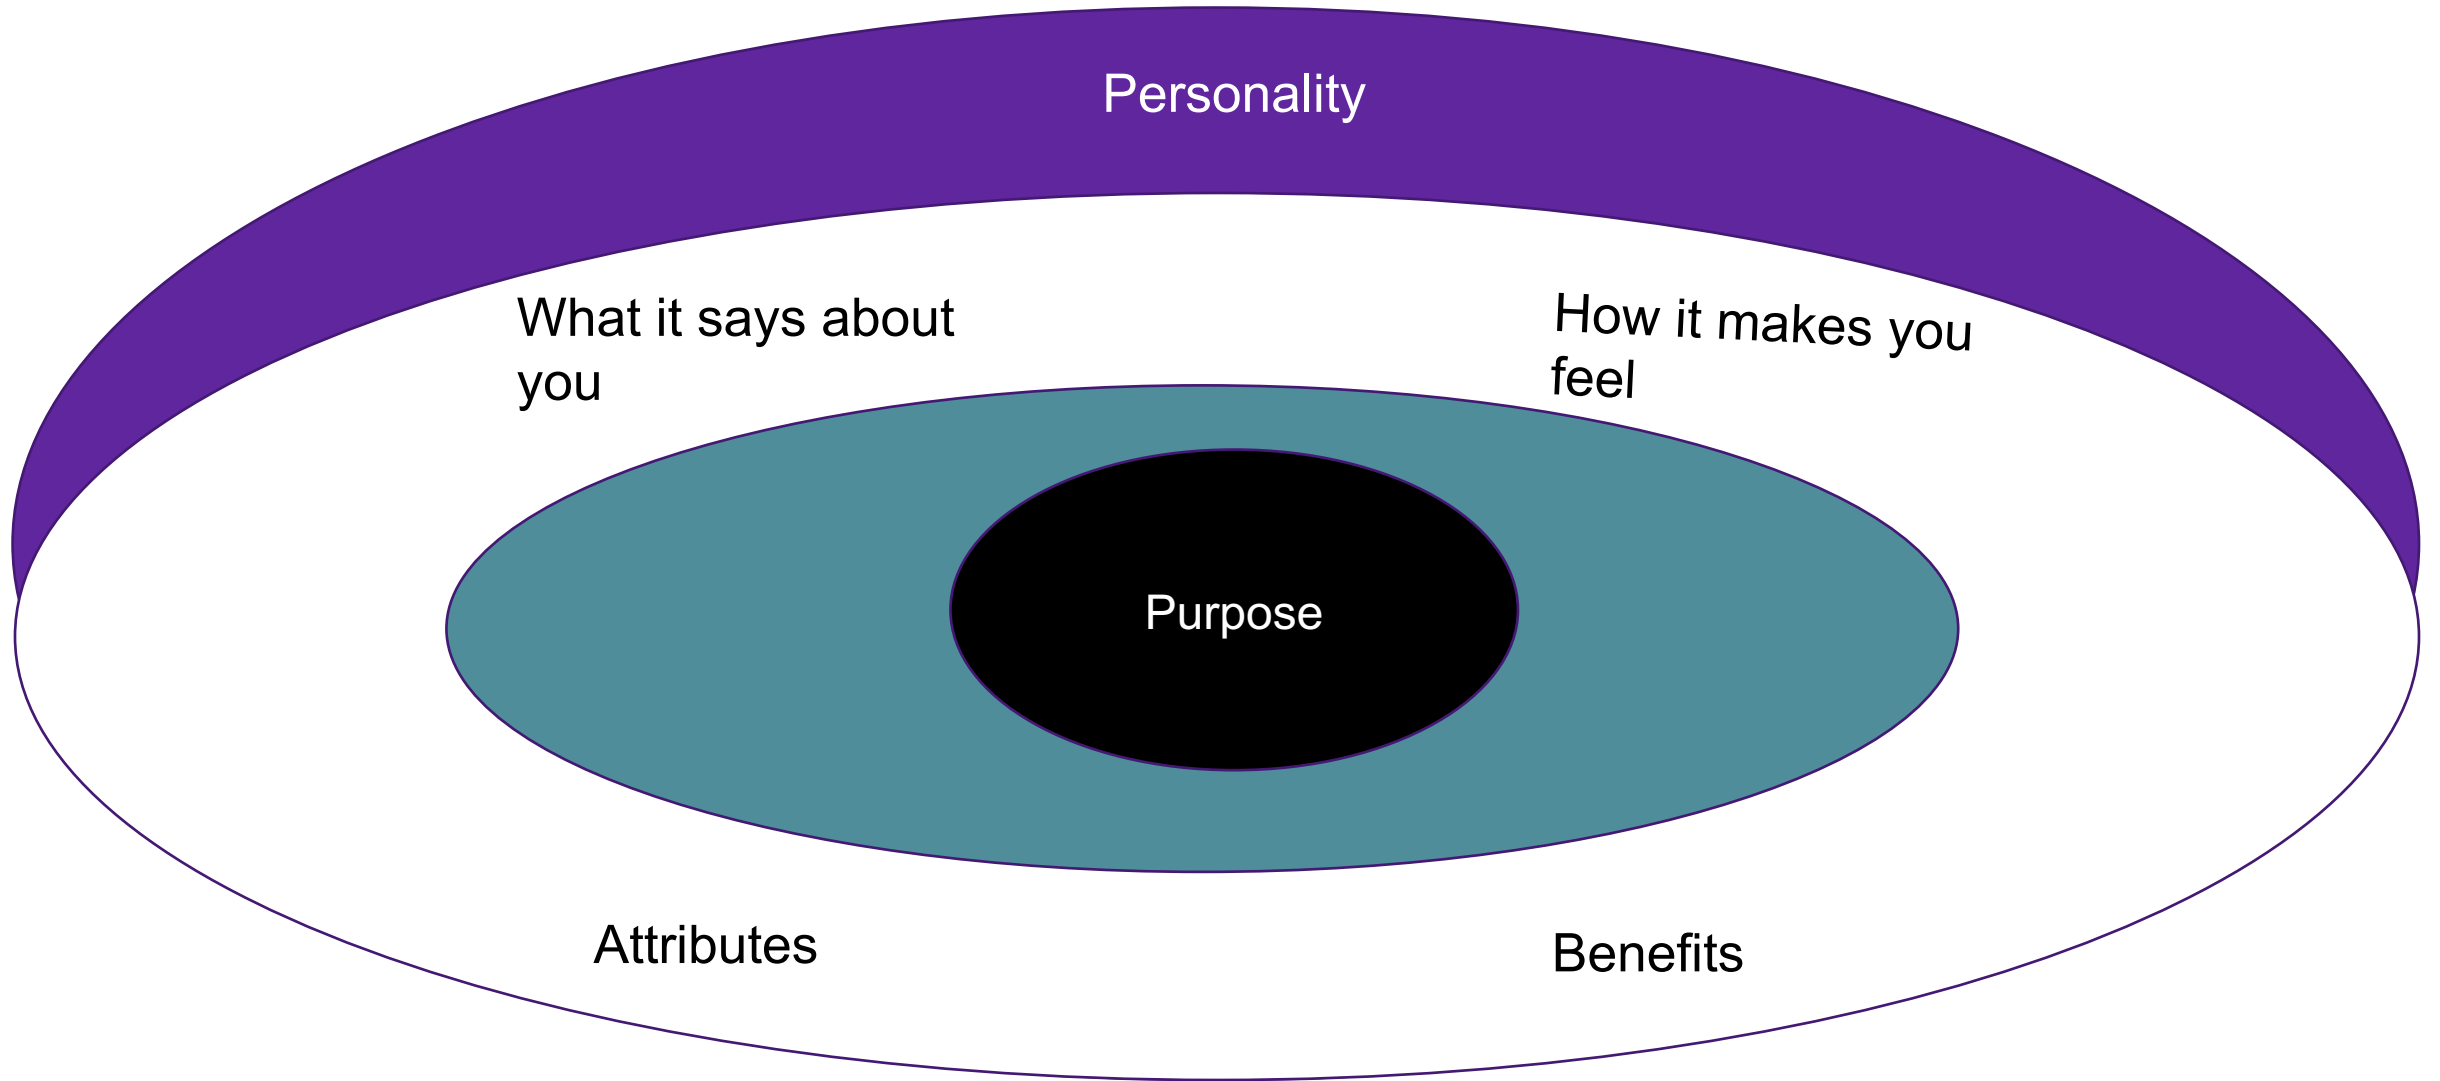 Personality
What it says about
you
How it makes you
feel
Purpose
Attributes
Benefits